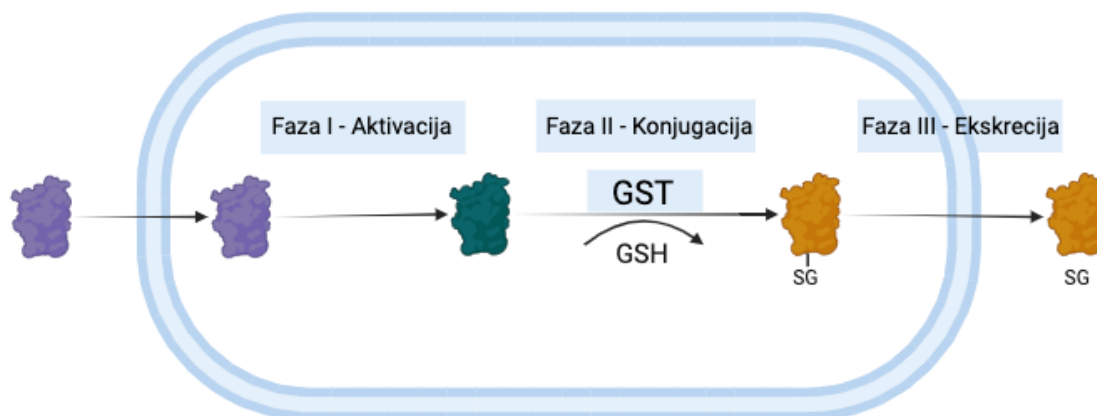 Faza I - Aktivacija
Faza II - Konjugacija
Faza III - Ekskrecija
GST
GSH
SG
SG